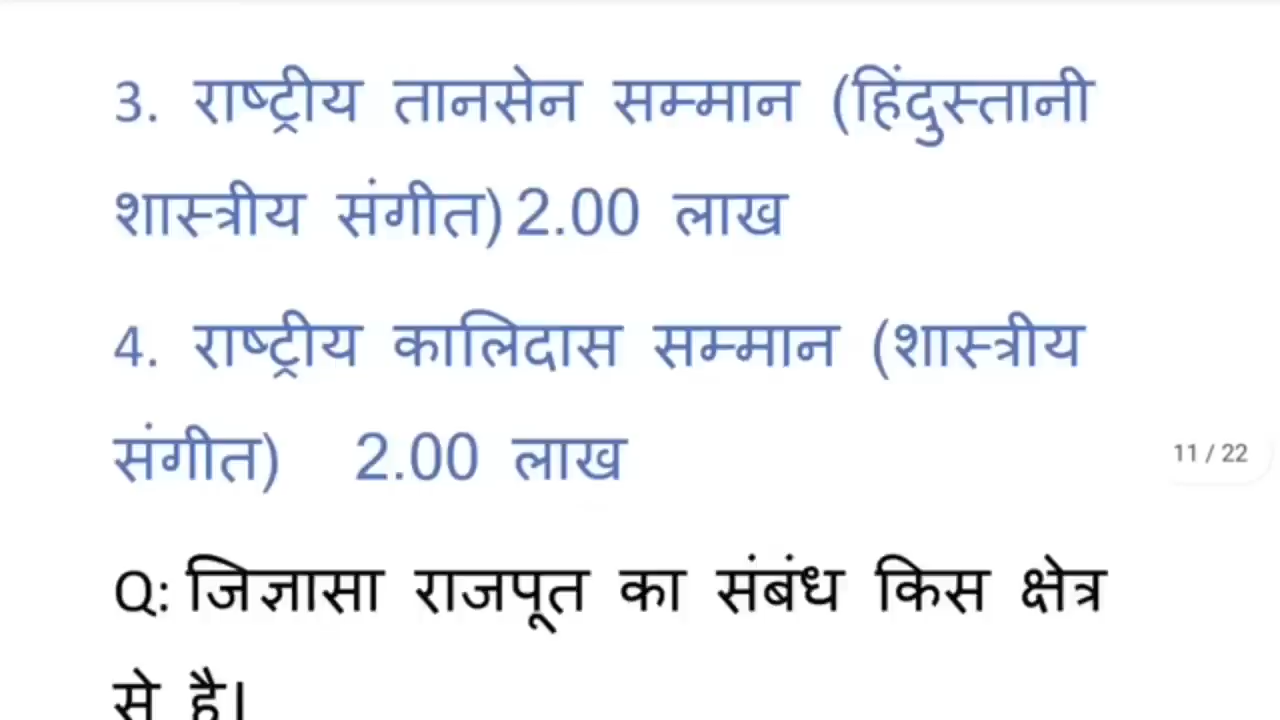 3. राष्ट्रीय तानसेन सम्मान (हिंदुस्तानी
शास्त्रीय संगीत) 2.00 लाख
4. राष्ट्रीय कालिदास सम्मान (शास्त्रीय
संगीत) 2.00 लाख
11 / 22
Q: जिज्ञासा राजपूत का संबंध किस क्षेत्र
से है।